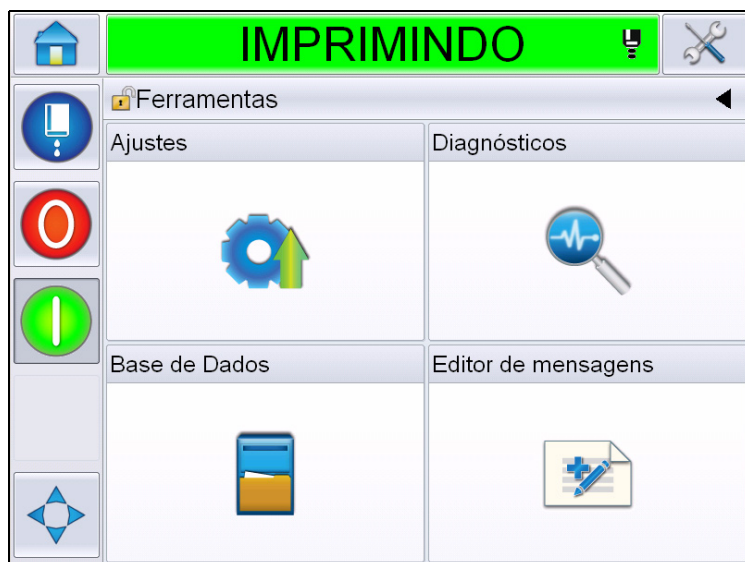 IMPRIMINDO
Ferramentas
Ajustes
Diagnósticos
Base de Dados
Editor de mensagens